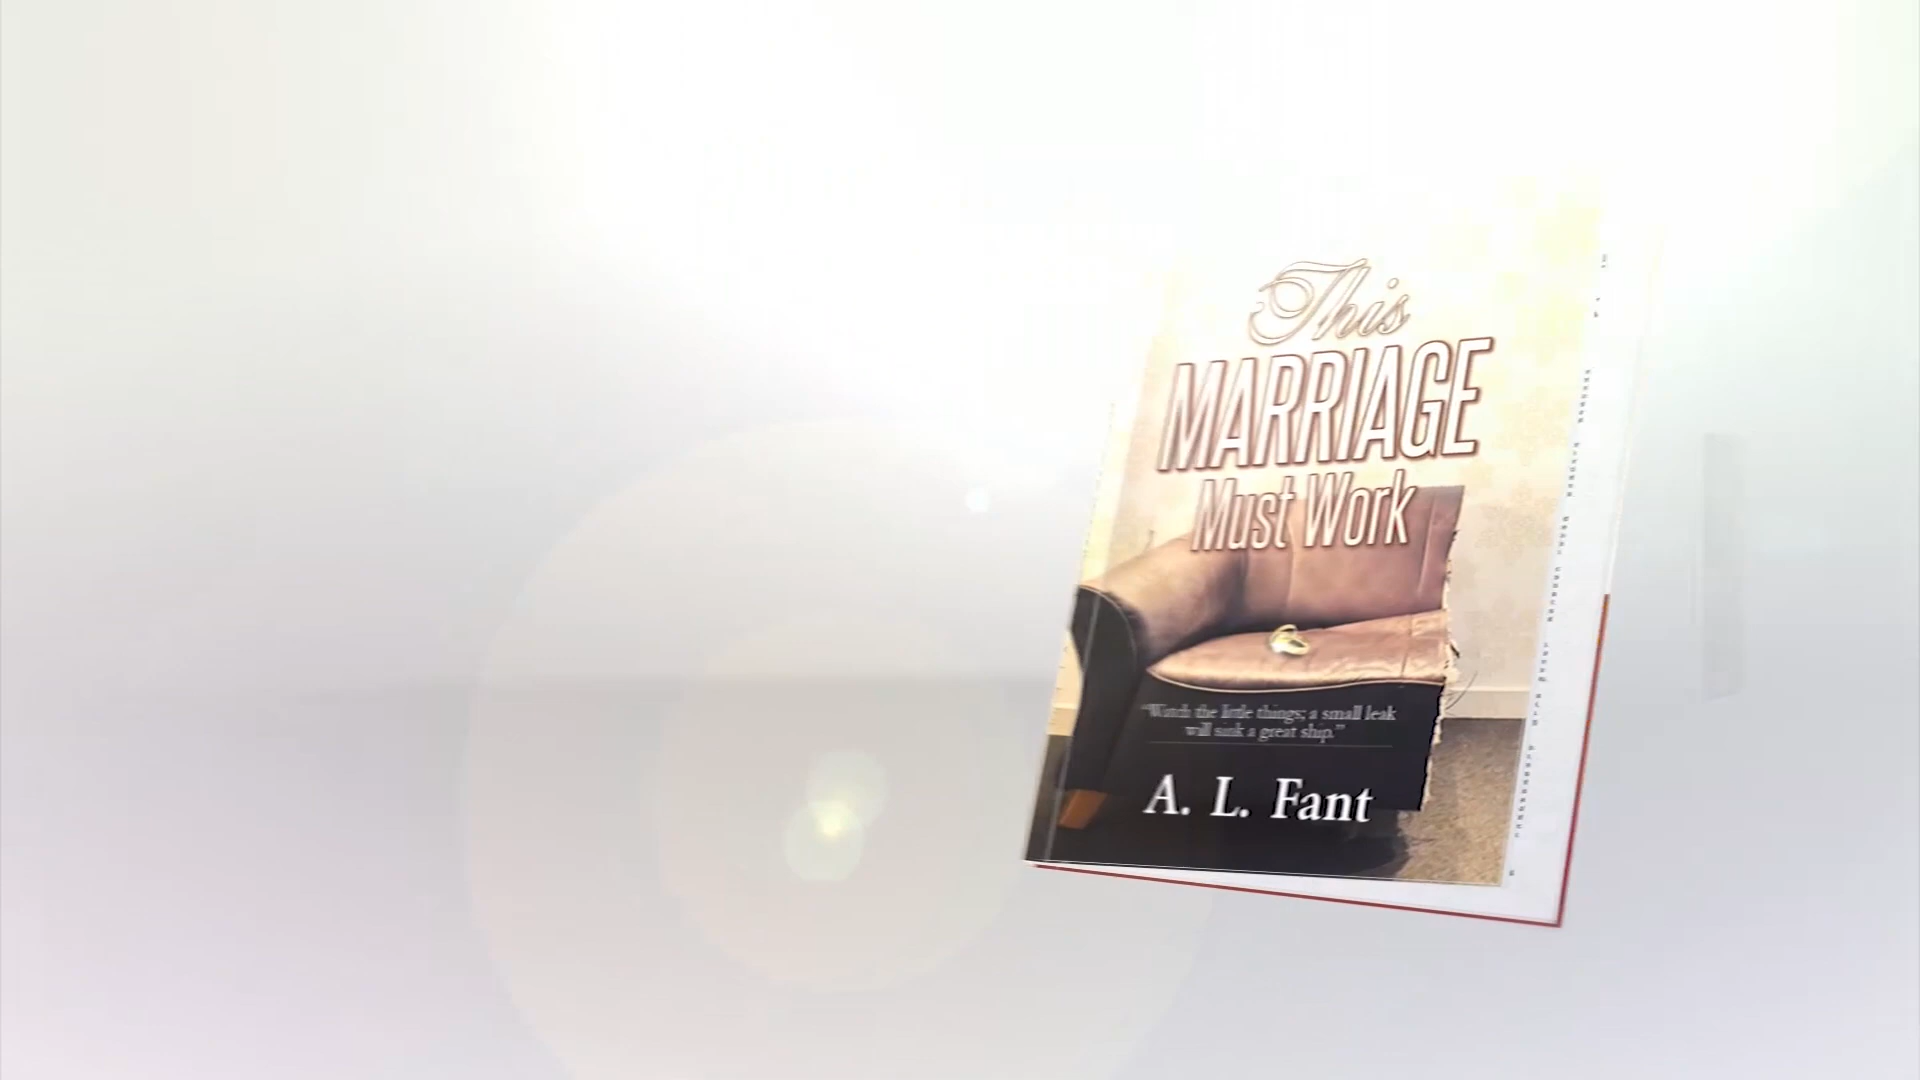 This
MARRIAGE
Must Work
“Watch the little things; a small leak
will sink a great ship.”
A. L. Fant